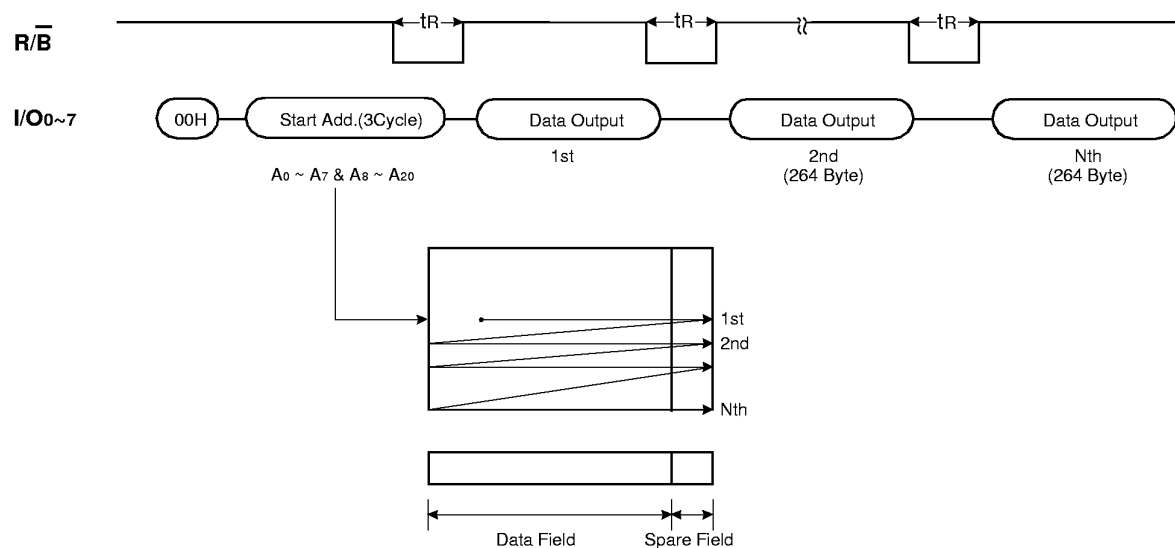 R/B̅
tR
tR
tR
I/O0~7
00H
Start Add.(3Cycle)
Data Output
Data Output
Data Output
1st
2nd
(264 Byte)
Nth
(264 Byte)
A0 ~ A7 & A8 ~ A20
1st
2nd
Nth
Data Field
Spare Field